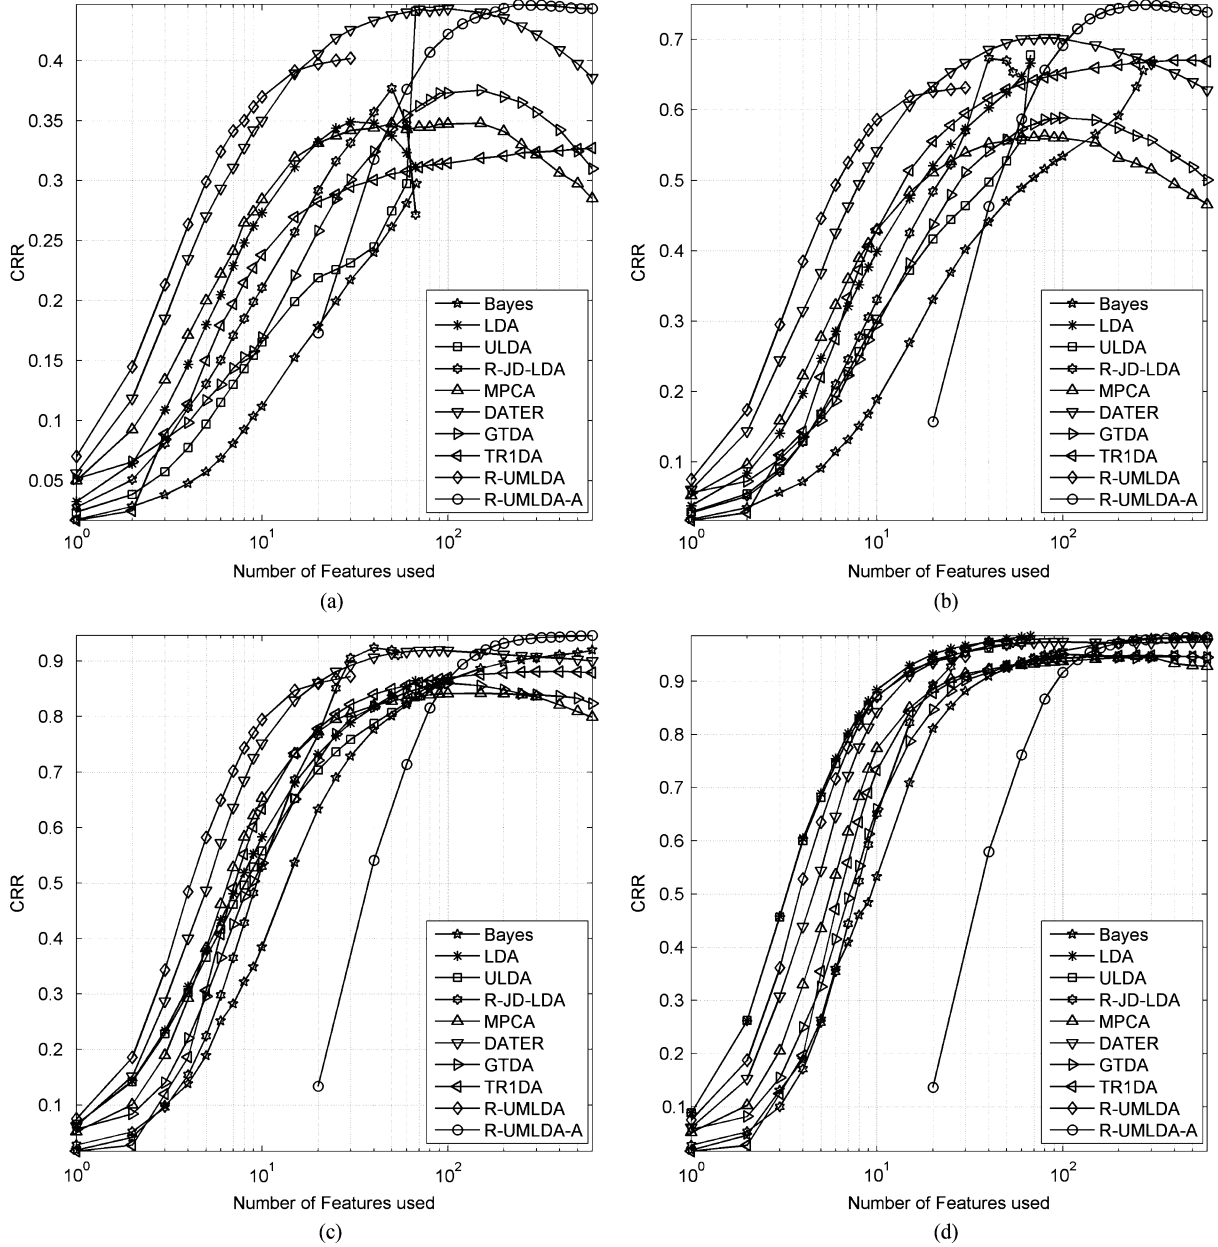 0.4
0.35
0.3
0.25
0.2
0.15
0.1
0.05
CRR
10^0
10^1
10^2
Number of Features used
Bayes
LDA
ULDA
R-JD-LDA
MPCA
DATER
GTDA
TR1DA
R-UMLDA
R-UMLDA-A
(a)
0.7
0.6
0.5
0.4
0.3
0.2
0.1
CRR
10^0
10^1
10^2
Number of Features used
Bayes
LDA
ULDA
R-JD-LDA
MPCA
DATER
GTDA
TR1DA
R-UMLDA
R-UMLDA-A
(b)
0.9
0.8
0.7
0.6
0.5
0.4
0.3
0.2
0.1
CRR
10^0
10^1
10^2
Number of Features used
Bayes
LDA
ULDA
R-JD-LDA
MPCA
DATER
GTDA
TR1DA
R-UMLDA
R-UMLDA-A
(c)
0.9
0.8
0.7
0.6
0.5
0.4
0.3
0.2
0.1
CRR
10^0
10^1
10^2
Number of Features used
Bayes
LDA
ULDA
R-JD-LDA
MPCA
DATER
GTDA
TR1DA
R-UMLDA
R-UMLDA-A
(d)